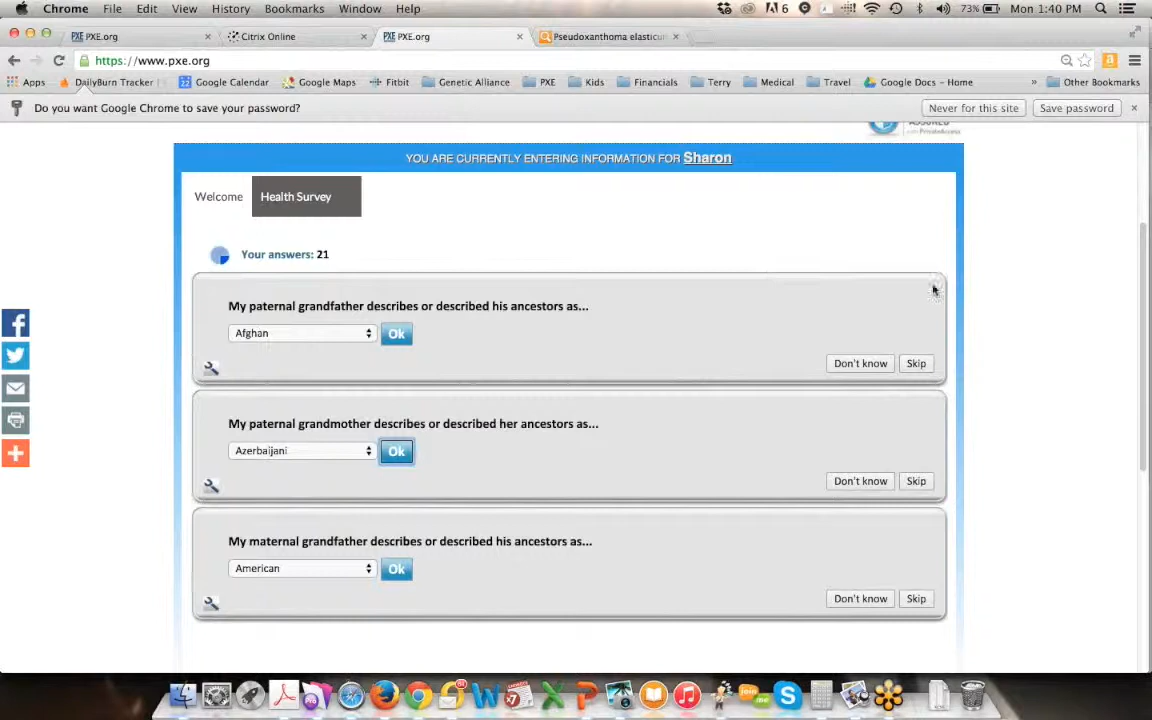 Chrome File Edit View History Bookmarks Window Help 6 73% Mon 1:40 PM
PXE PXE.org Citrix Online PXE PXE.org Pseudoxanthoma elasticu
https://www.pxe.org
Apps DailyBurn Tracker 22 Google Calendar Google Maps Fitbit Genetic Alliance PXE Kids Financials Terry Medical Travel Google Docs - Home » Other Bookmarks
Do you want Google Chrome to save your password? Never for this site Save password
ASSURED
YOU ARE CURRENTLY ENTERING INFORMATION FOR Sharon
Welcome Health Survey
Your answers: 21
My paternal grandfather describes or described his ancestors as...
Afghan Ok
Don't know Skip
My paternal grandmother describes or described her ancestors as...
Azerbaijani Ok
Don't know Skip
My maternal grandfather describes or described his ancestors as...
American Ok
Don't know Skip